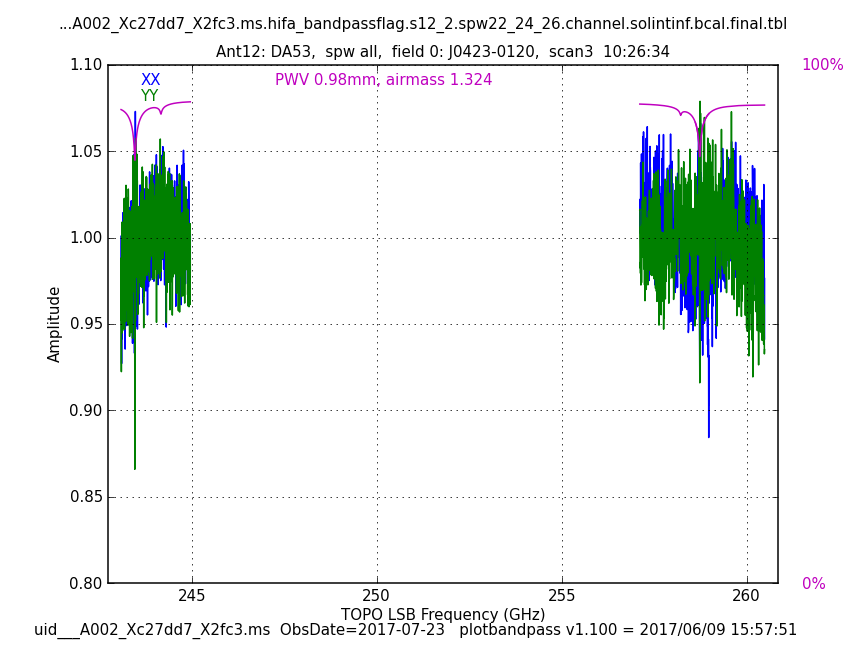 ...A002_Xc27dd7_X2fc3.ms.hifa_bandpassflag.s12_2.spw22_24_26.channel.solintinf.bcal.final.tbl
Ant12: DA53,  spw all,  field 0: J0423-0120,  scan3  10:26:34
1.10
100%
XX
PWV 0.98mm, airmass 1.324
YY
1.05
1.00
0.95
Amplitude
0.90
0.85
0.80
0%
245
250
255
260
TOPO LSB Frequency (GHz)
uid___A002_Xc27dd7_X2fc3.ms  ObsDate=2017-07-23   plotbandpass v1.100 = 2017/06/09 15:57:51